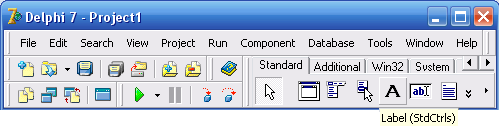 Delphi 7 - Project1
File Edit Search View Project Run Component Database Tools Window Help
Standard Additional Win32 System
A ab
Label (StdCtrls)